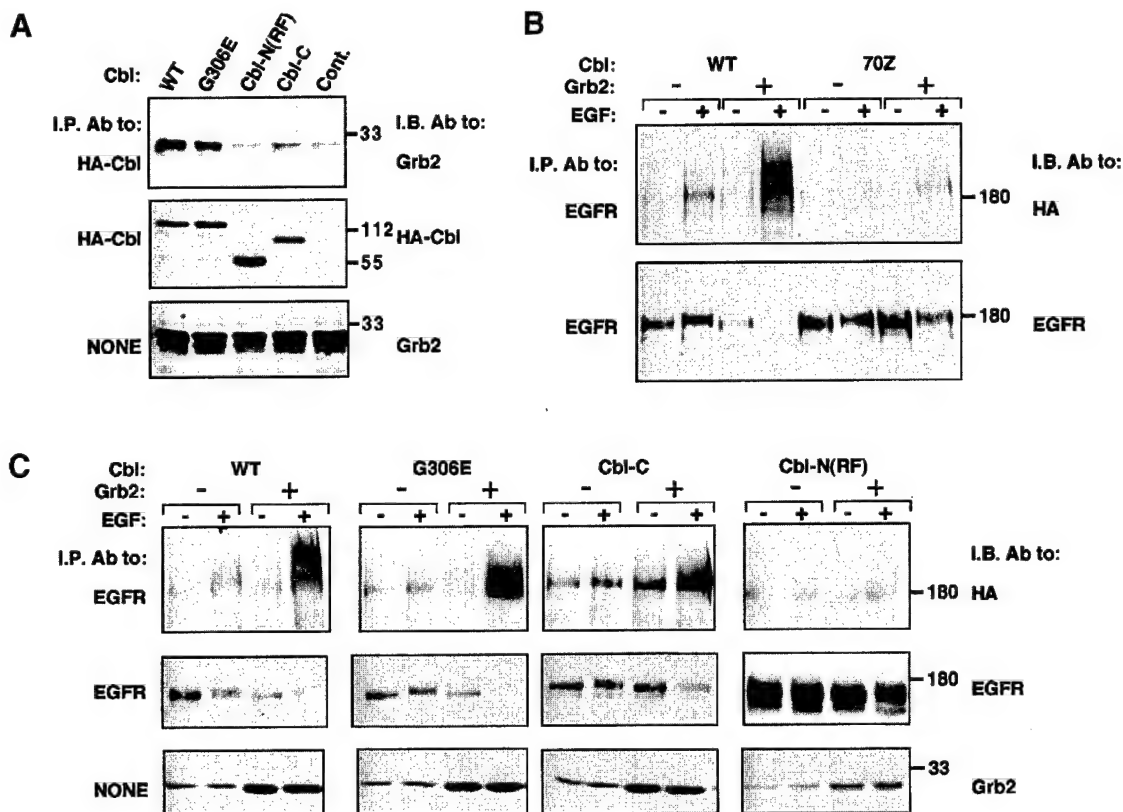 A
Cbl: WT G306E Cbl-N(RF) Cbl-C Cont.
I.P. Ab to: 33 I.B. Ab to:
HA-Cbl Grb2
HA-Cbl 112 HA-Cbl
55
33
NONE Grb2
B
Cbl: WT 70Z
Grb2: - + - +
EGF: - + - + - + - +
I.P. Ab to: I.B. Ab to:
EGFR 180 HA
EGFR 180 EGFR
C
Cbl: WT G306E Cbl-C Cbl-N(RF)
Grb2: - + - + - + - +
EGF: - + - + - + - + - + - + - + - +
I.P. Ab to: I.B. Ab to:
EGFR 180 HA
EGFR 180 EGFR
33
NONE Grb2